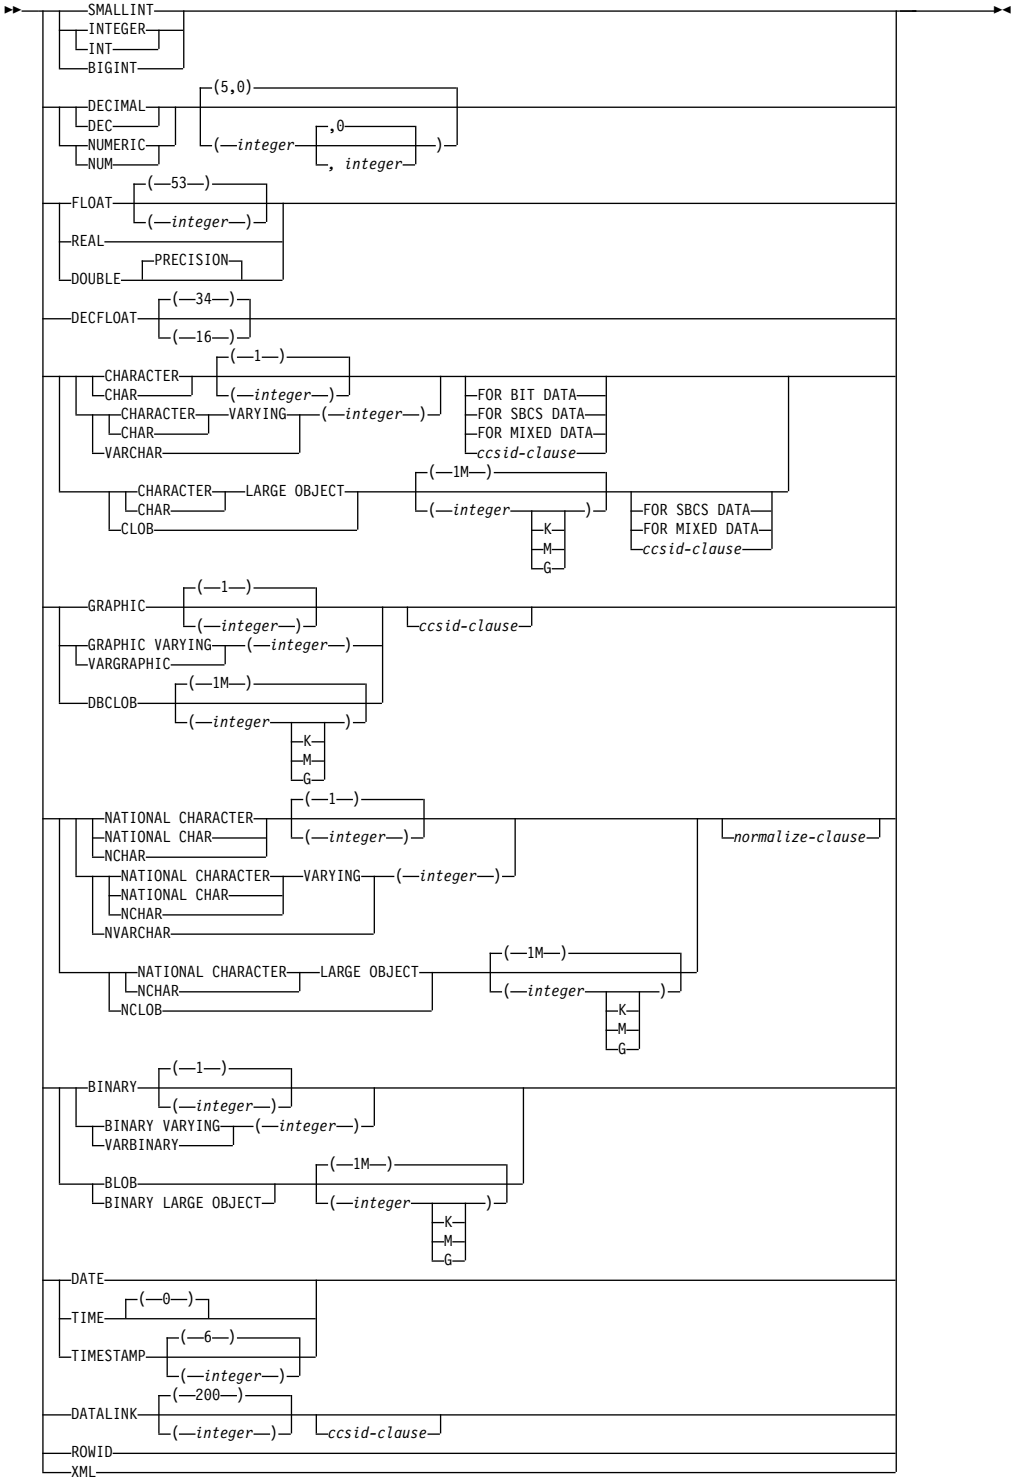 SMALLINT
INTEGER
INT
BIGINT
(5,0)
DECIMAL
DEC
,0
NUMERIC ( integer )
NUM , integer
( 53 )
FLOAT
( integer )
REAL
PRECISION
DOUBLE
( 34 )
DECFLOAT
( 16 )
( 1 )
CHARACTER
CHAR ( integer ) FOR BIT DATA
CHARACTER VARYING ( integer ) FOR SBCS DATA
CHAR FOR MIXED DATA
VARCHAR ccsid-clause
( 1M )
CHARACTER LARGE OBJECT
CHAR ( integer ) FOR SBCS DATA
CLOB K FOR MIXED DATA
M ccsid-clause
G
( 1 )
GRAPHIC
( integer ) ccsid-clause
GRAPHIC VARYING ( integer )
VARGRAPHIC
( 1M )
DBCLOB
( integer )
K
M
G
( 1 )
NATIONAL CHARACTER
NATIONAL CHAR ( integer ) normalize-clause
NCHAR
NATIONAL CHARACTER VARYING ( integer )
NATIONAL CHAR
NCHAR
NVARCHAR
( 1M )
NATIONAL CHARACTER LARGE OBJECT
NCHAR ( integer )
NCLOB K
M
G
( 1 )
BINARY
( integer )
BINARY VARYING ( integer )
VARBINARY
( 1M )
BLOB
BINARY LARGE OBJECT ( integer )
K
M
G
DATE
( 0 )
TIME
( 6 )
TIMESTAMP
( integer )
( 200 )
DATALINK
( integer ) ccsid-clause
ROWID
XML